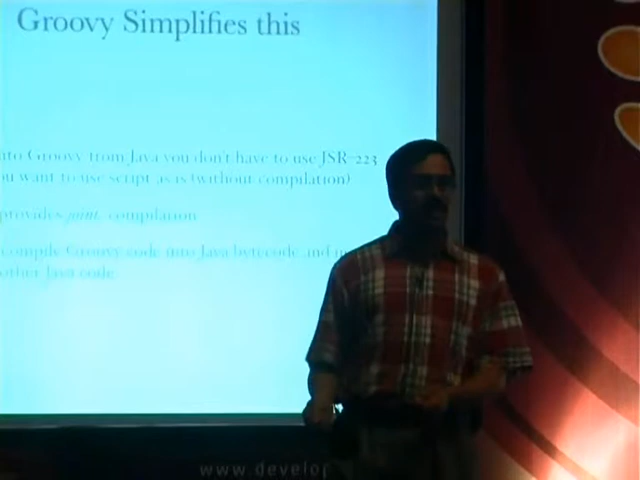 Groovy Simplifies this
into Groovy from Java you don't have to use JSR-223
you want to use script as is (without compilation)
provides joint compilation
compile Groovy code into Java bytecode and
other Java code
www.develop